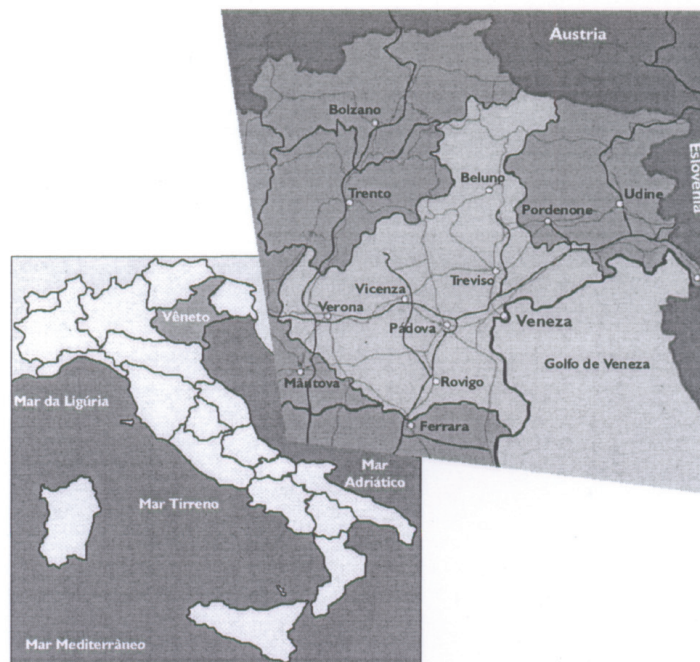 Áustria
Bolzano
Eslovênia
Trento
Beluno
Udine
Pordenone
Treviso
Vicenza
Verona
Vêneto
Veneza
Pádova
Golfo de Veneza
Mântova
Rovigo
Mar da Ligúria
Ferrara
Mar
Adriático
Mar Tirreno
Mar Mediterrâneo